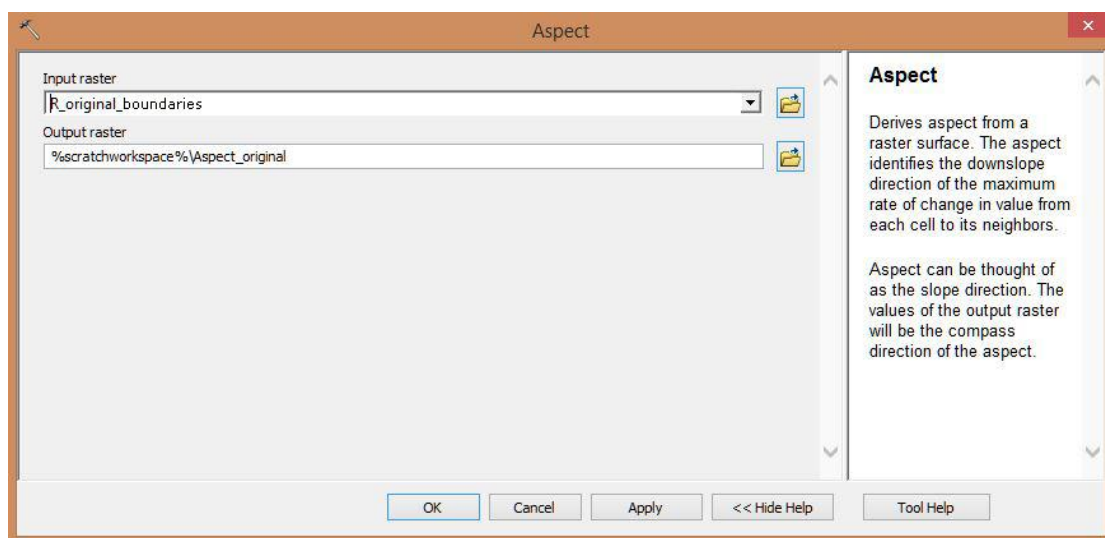 Aspect
Input raster
R_original_boundaries
Output raster
%scratchworkspace%\Aspect_original
Aspect
Derives aspect from a
raster surface. The aspect
identifies the downslope
direction of the maximum
rate of change in value from
each cell to its neighbors.
Aspect can be thought of
as the slope direction. The
values of the output raster
will be the compass
direction of the aspect.
OK
Cancel
Apply
<< Hide Help
Tool Help